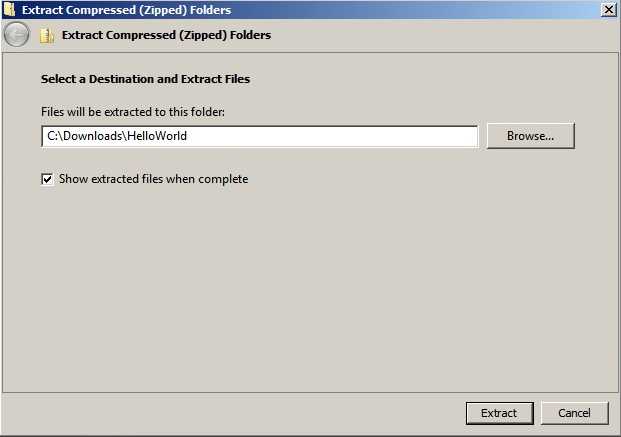 Extract Compressed (Zipped) Folders
Extract Compressed (Zipped) Folders
Select a Destination and Extract Files
Files will be extracted to this folder:
C:\Downloads\HelloWorld
Browse...
Show extracted files when complete
Extract
Cancel